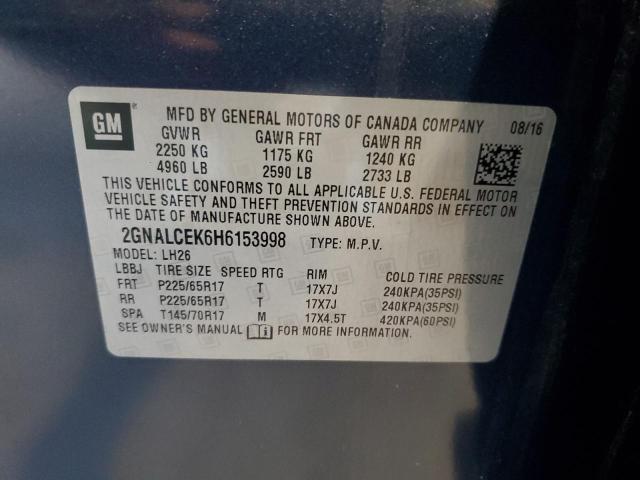 GM
MFD BY GENERAL MOTORS OF CANADA COMPANY 08/16
GVWR GAWR FRT GAWR RR
2250 KG 1175 KG 1240 KG
4960 LB 2590 LB 2733 LB
THIS VEHICLE CONFORMS TO ALL APPLICABLE U.S. FEDERAL MOTOR
VEHICLE SAFETY AND THEFT PREVENTION STANDARDS IN EFFECT ON
THE DATE OF MANUFACTURE SHOWN ABOVE.
2GNALCEK6H6153998 TYPE: M.P.V.
MODEL: LH26
LBBJ TIRE SIZE SPEED RTG RIM COLD TIRE PRESSURE
FRT P225/65R17 T 17X7J 240KPA(35PSI)
RR P225/65R17 T 17X7J 240KPA(35PSI)
SPA T145/70R17 M 17X4.5T 420KPA(60PSI)
SEE OWNER'S MANUAL FOR MORE INFORMATION.